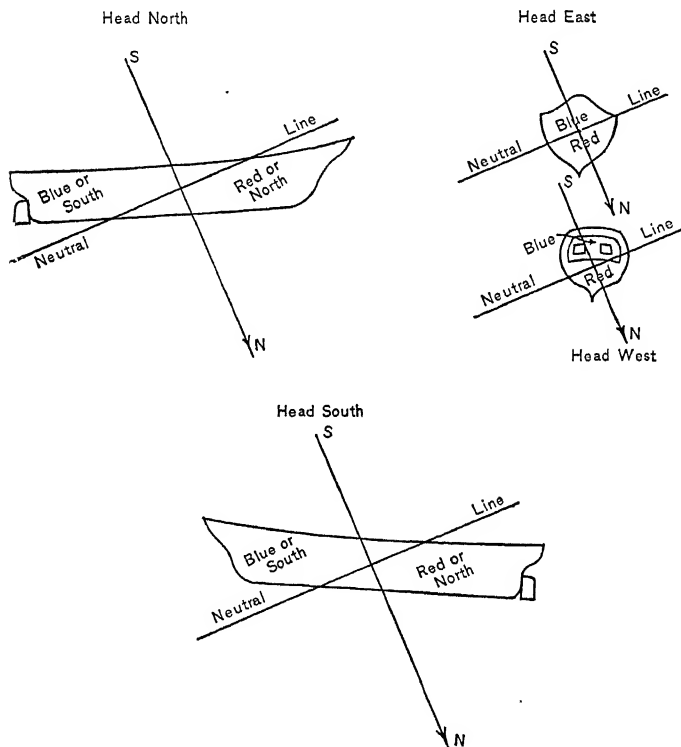 Head North
S
Line
Blue or
South
Red or
North
Neutral
N
Head East
S
Line
Blue
Red
Neutral
N
S
Blue
Line
Neutral
Red
N
Head West
Head South
S
Line
Blue or
South
Red or
North
Neutral
N